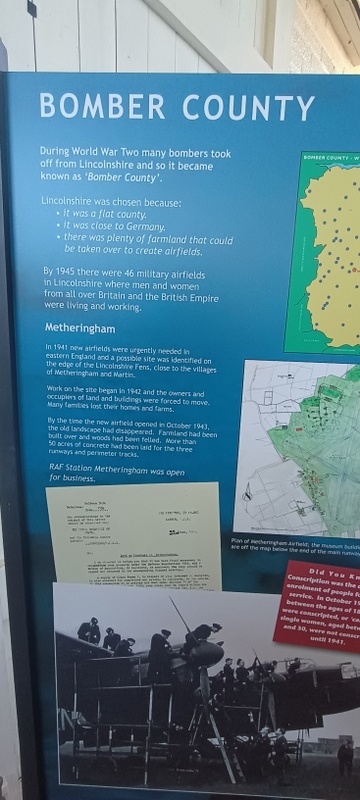 BOMBER COUNTY
During World War Two many bombers took
off from Lincolnshire and so it became
known as 'Bomber County'.
Lincolnshire was chosen because:
• it was a flat county.
• it was close to Germany.
• there was plenty of farmland that could
be taken over to create airfields.
By 1945 there were 46 military airfields
in Lincolnshire where men and women
from all over Britain and the British Empire
were living and working.
Metheringham
In 1941 new airfields were urgently needed in
eastern England and a possible site was identified on
the edge of the Lincolnshire Fens, close to the villages
of Metheringham and Martin.
Work on the site began in 1942 and the owners and
occupiers of land and buildings were forced to move.
Many families lost their homes and farms.
By the time the new airfield opened in October 1943,
the old landscape had disappeared. Farmland had been
built over and woods had been felled. More than
50 acres of concrete had been laid for the three
runways and perimeter tracks.
RAF Station Metheringham was open
for business.
BOMBER COUNTY - W
Plan of Metheringham Airfield; the museum buildi
are off the map below the end of the main runway
Did You K
Conscription was the c
enrolment of people fo
service. In October 19
between the ages of 18
were conscripted, or 'ca
single women, aged betw
and 30, were not conscr
until 1941.